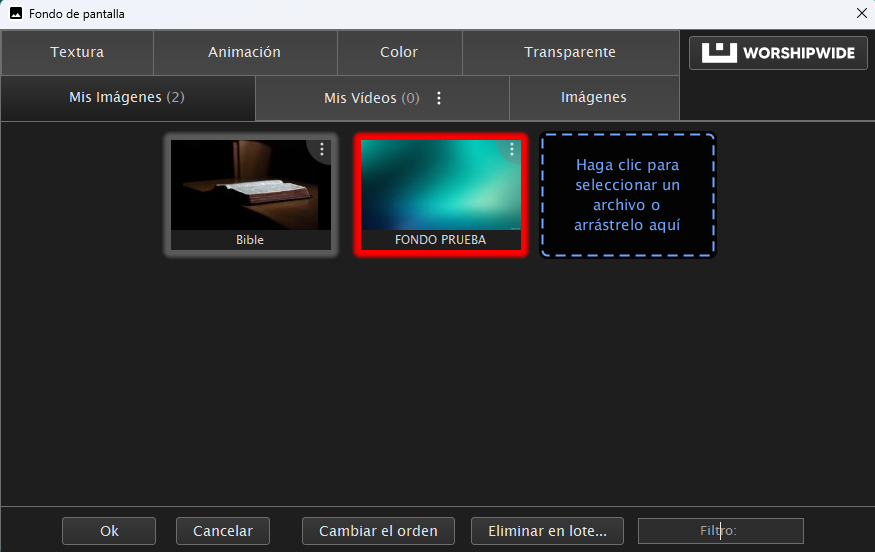 Fondo de pantalla
Textura
Animación
Color
Transparente
WORSHIPWIDE
Mis Imágenes (2)
Mis Vídeos (0)
Imágenes
Haga clic para
seleccionar un
archivo o
arrástrelo aquí
Bible
FONDO PRUEBA
Ok
Cancelar
Cambiar el orden
Eliminar en lote...
Filtro: